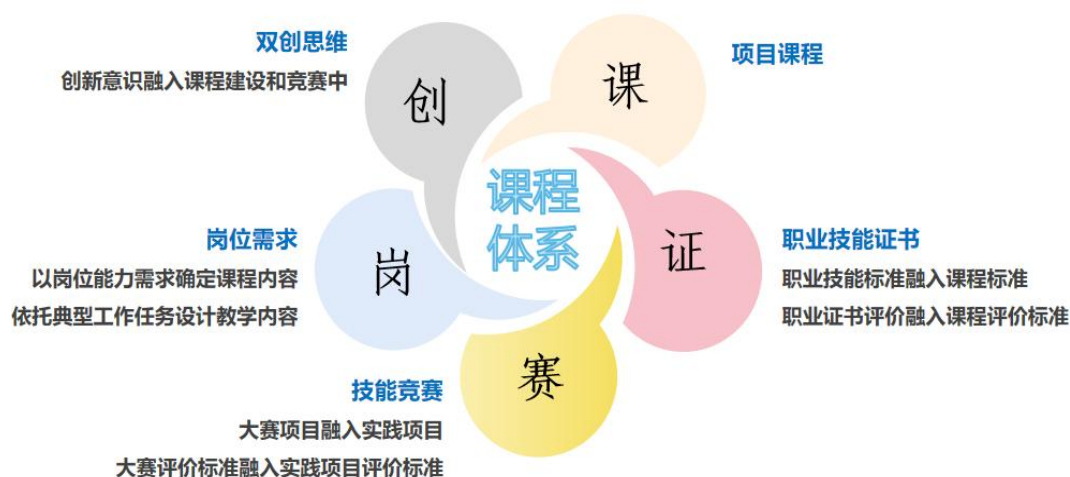 双创思维
创新意识融入课程建设和竞赛中
创
课
项目课程
课程
体系
岗位需求
以岗位能力需求确定课程内容
依托典型工作任务设计教学内容
岗
证
职业技能证书
职业技能标准融入课程标准
职业证书评价融入课程评价标准
赛
技能竞赛
大赛项目融入实践项目
大赛评价标准融入实践项目评价标准